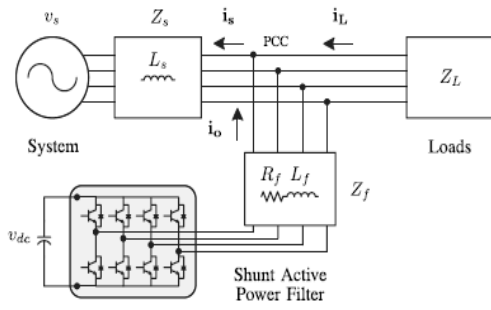 v_s
Z_s
i_s
PCC
i_L
L_s
Z_L
i_o
System
Loads
R_f L_f
Z_f
v_dc
Shunt Active
Power Filter